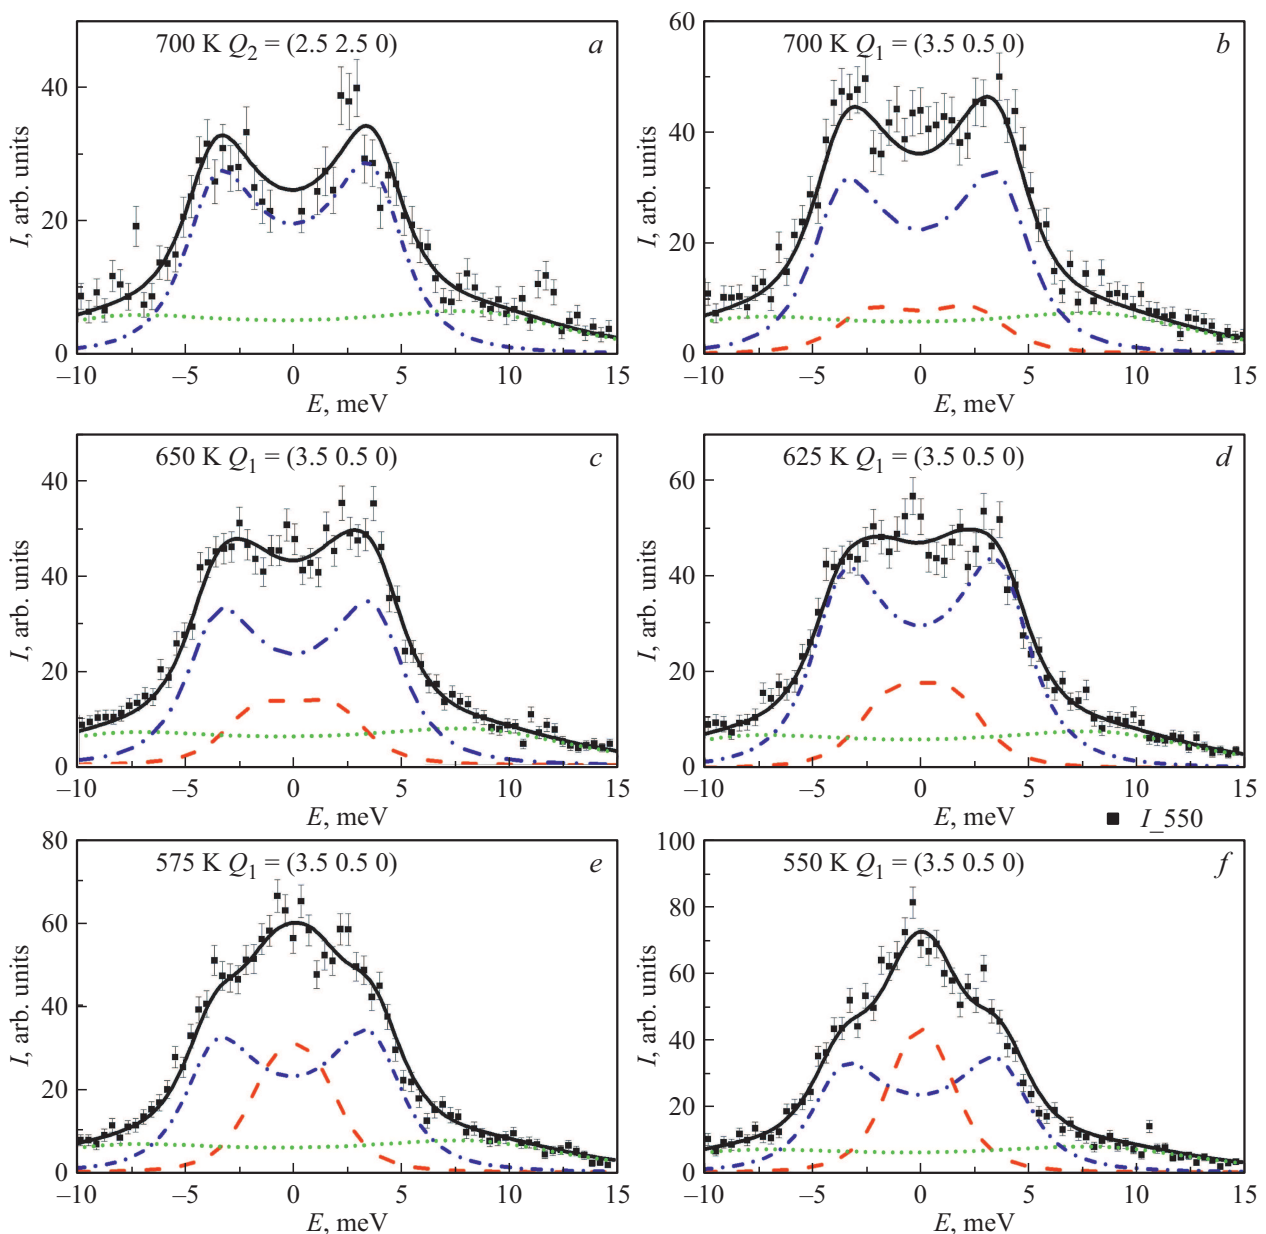 700 K Q₂ = (2.5 2.5 0) a
I, arb. units
40
20
0
–10 –5 0 5 10 15
E, meV
700 K Q₁ = (3.5 0.5 0) b
I, arb. units
60
40
20
0
–10 –5 0 5 10 15
E, meV
650 K Q₁ = (3.5 0.5 0) c
I, arb. units
60
40
20
0
–10 –5 0 5 10 15
E, meV
625 K Q₁ = (3.5 0.5 0) d
I, arb. units
60
40
20
0
–10 –5 0 5 10 15
E, meV
I_550
575 K Q₁ = (3.5 0.5 0) e
I, arb. units
80
60
40
20
0
–10 –5 0 5 10 15
E, meV
550 K Q₁ = (3.5 0.5 0) f
I, arb. units
100
80
60
40
20
0
–10 –5 0 5 10 15
E, meV